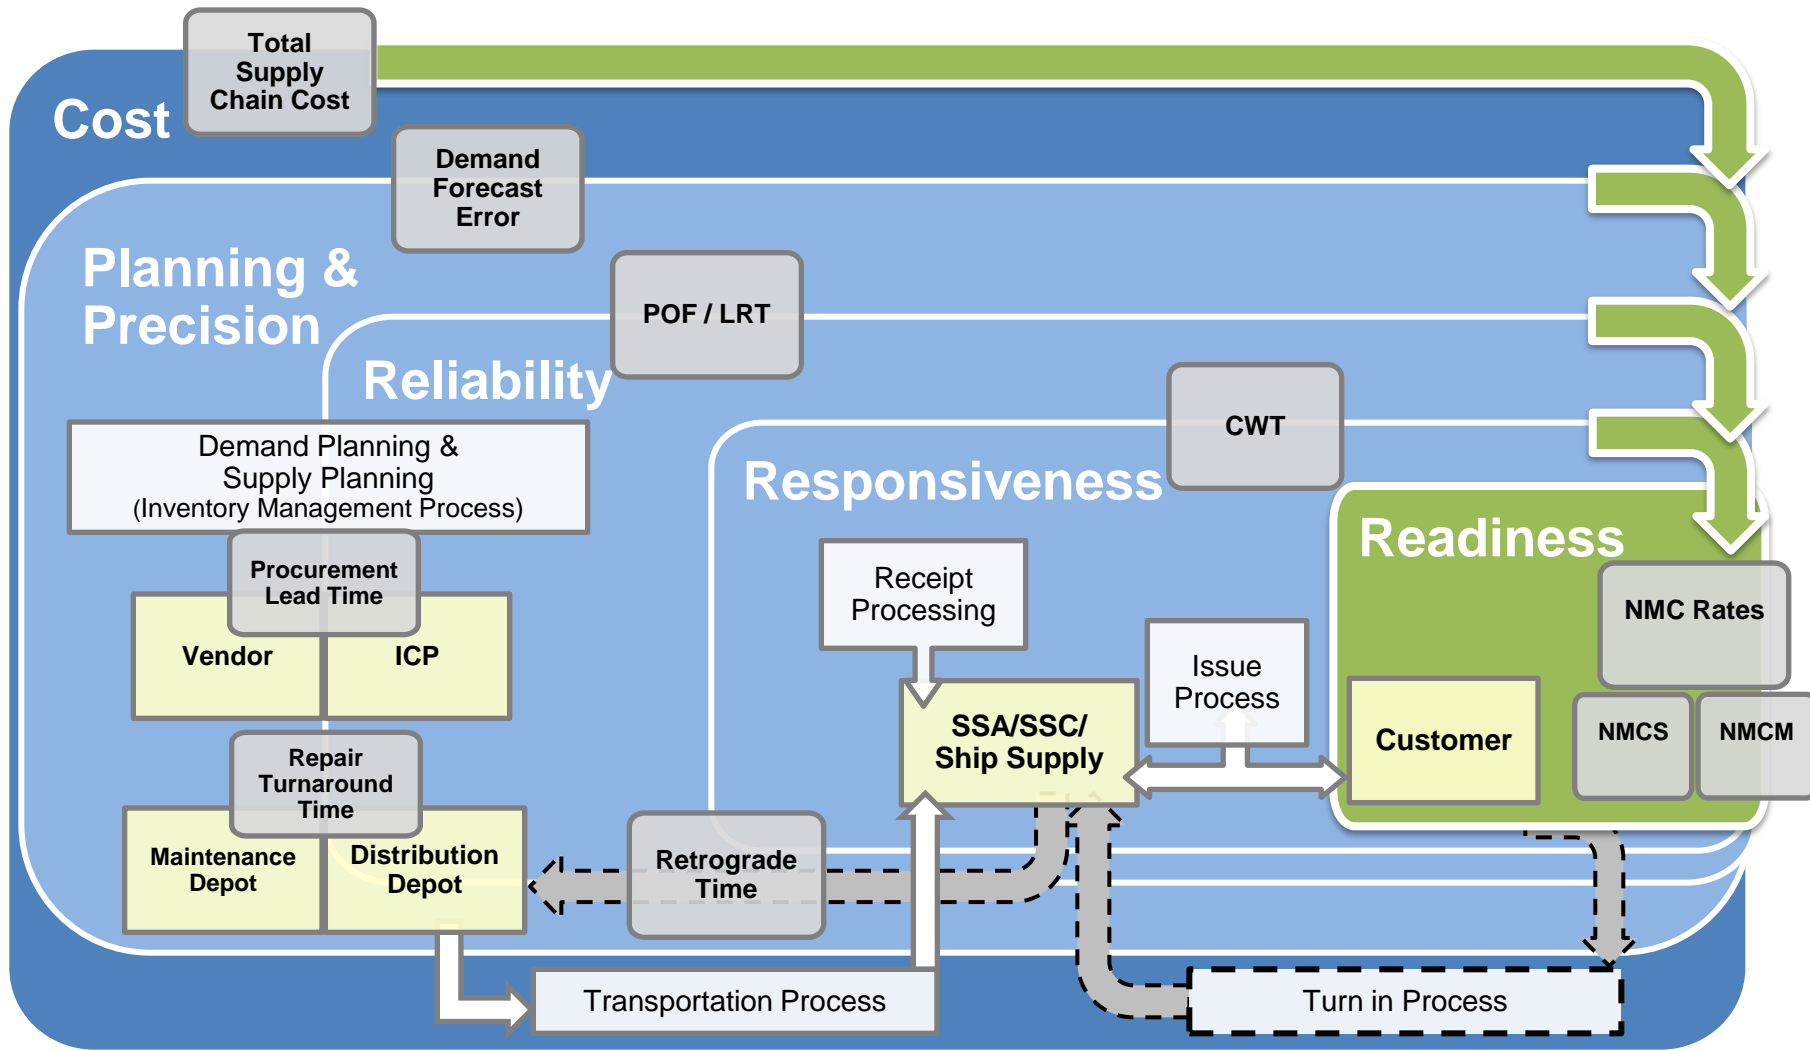 Total
Supply
Chain Cost
Cost
Demand
Forecast
Error
Planning &
Precision
POF / LRT
Reliability
CWT
Responsiveness
Demand Planning &
Supply Planning
(Inventory Management Process)
Readiness
Procurement
Lead Time
Vendor
ICP
Receipt
Processing
NMC Rates
Issue
Process
SSA/SSC/
Ship Supply
Customer
NMCS
NMCM
Repair
Turnaround
Time
Maintenance
Depot
Distribution
Depot
Retrograde
Time
Transportation Process
Turn in Process